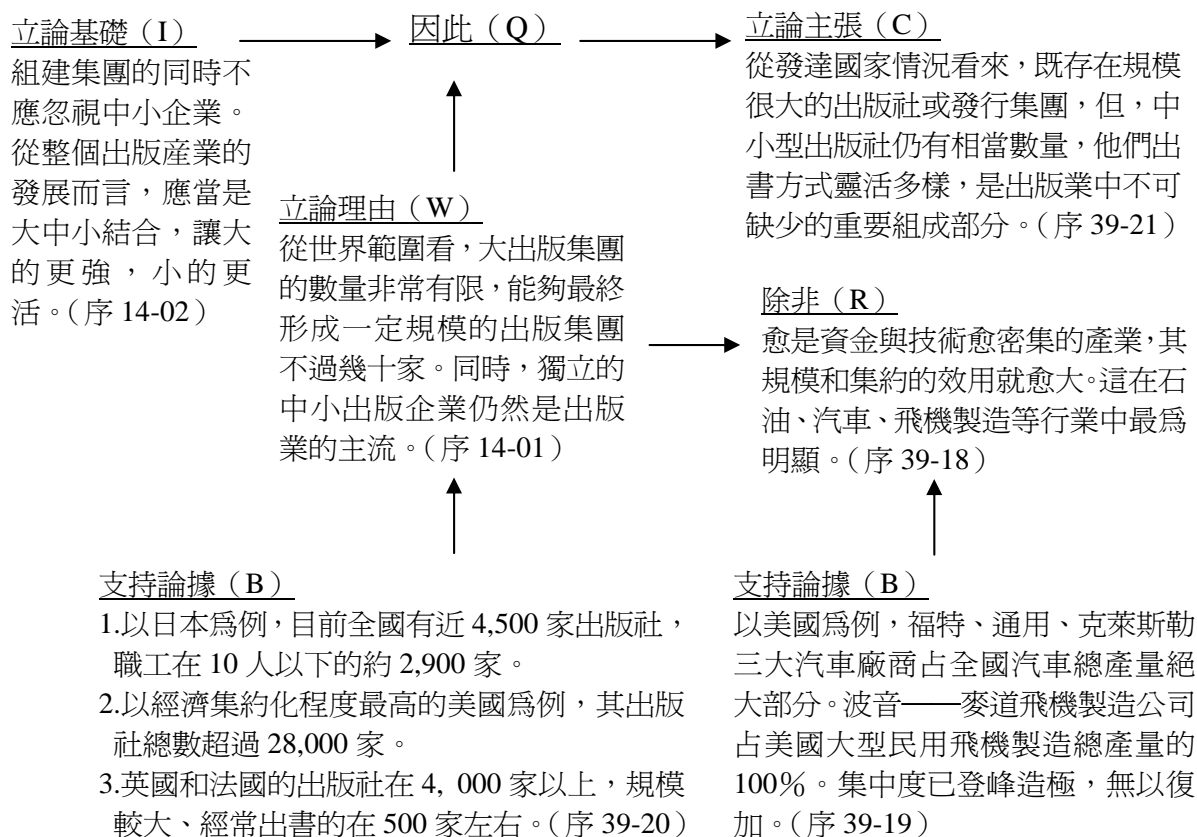 立論基礎（I）
組建集團的同時不
應忽視中小企業。
從整個出版産業的
發展而言，應當是
大中小結合，讓大
的更強，小的更
活。（序 14-02）
因此（Q）
立論主張（C）
從發達國家情況看來，既存在規模
很大的出版社或發行集團，但，中
小型出版社仍有相當數量，他們出
書方式靈活多樣，是出版業中不可
缺少的重要組成部分。（序 39-21）
立論理由（W）
從世界範圍看，大出版集團
的數量非常有限，能夠最終
形成一定規模的出版集團
不過幾十家。同時，獨立的
中小出版企業仍然是出版
業的主流。（序 14-01）
除非（R）
愈是資金與技術愈密集的產業，其
規模和集約的效用就愈大。這在石
油、汽車、飛機製造等行業中最爲
明顯。（序 39-18）
支持論據（B）
1.以日本爲例，目前全國有近 4,500 家出版社，
職工在 10 人以下的約 2,900 家。
2.以經濟集約化程度最高的美國爲例，其出版
社總數超過 28,000 家。
3.英國和法國的出版社在 4, 000 家以上，規模
較大、經常出書的在 500 家左右。（序 39-20）
支持論據（B）
以美國爲例，福特、通用、克萊斯勒
三大汽車廠商占全國汽車總產量絕
大部分。波音——麥道飛機製造公司
占美國大型民用飛機製造總產量的
100%。集中度已登峰造極，無以復
加。（序 39-19）